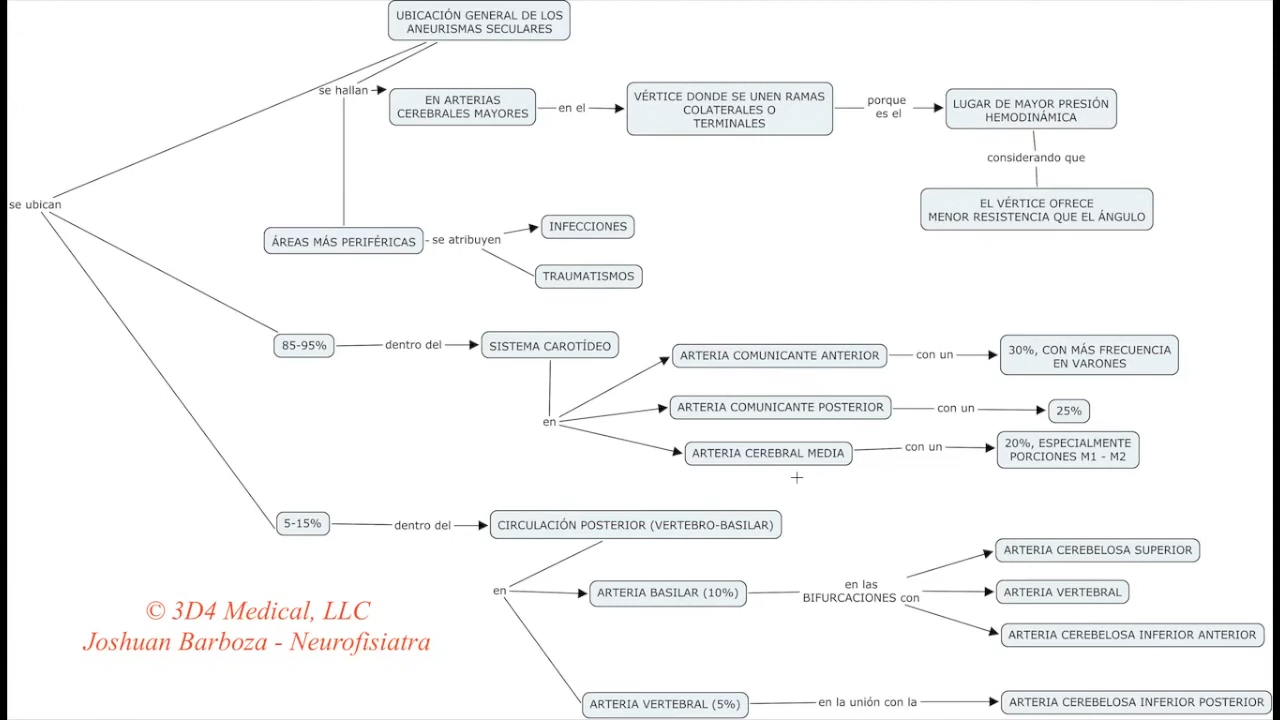 UBICACIÓN GENERAL DE LOS
ANEURISMAS SECULARES
se hallan
EN ARTERIAS
CEREBRALES MAYORES
en el
VÉRTICE DONDE SE UNEN RAMAS
COLATERALES O
TERMINALES
porque
es el
LUGAR DE MAYOR PRESIÓN
HEMODINÁMICA
considerando que
EL VÉRTICE OFRECE
MENOR RESISTENCIA QUE EL ÁNGULO
se ubican
ÁREAS MÁS PERIFÉRICAS
se atribuyen
INFECCIONES
TRAUMATISMOS
85-95%
dentro del
SISTEMA CAROTÍDEO
en
ARTERIA COMUNICANTE ANTERIOR
con un
30%, CON MÁS FRECUENCIA
EN VARONES
ARTERIA COMUNICANTE POSTERIOR
con un
25%
ARTERIA CEREBRAL MEDIA
con un
20%, ESPECIALMENTE
PORCIONES M1 - M2
5-15%
dentro del
CIRCULACIÓN POSTERIOR (VERTEBRO-BASILAR)
en
ARTERIA BASILAR (10%)
en las
BIFURCACIONES con
ARTERIA CEREBELOSA SUPERIOR
ARTERIA VERTEBRAL
ARTERIA CEREBELOSA INFERIOR ANTERIOR
ARTERIA VERTEBRAL (5%)
en la unión con la
ARTERIA CEREBELOSA INFERIOR POSTERIOR
© 3D4 Medical, LLC
Joshuan Barboza - Neurofisiatra